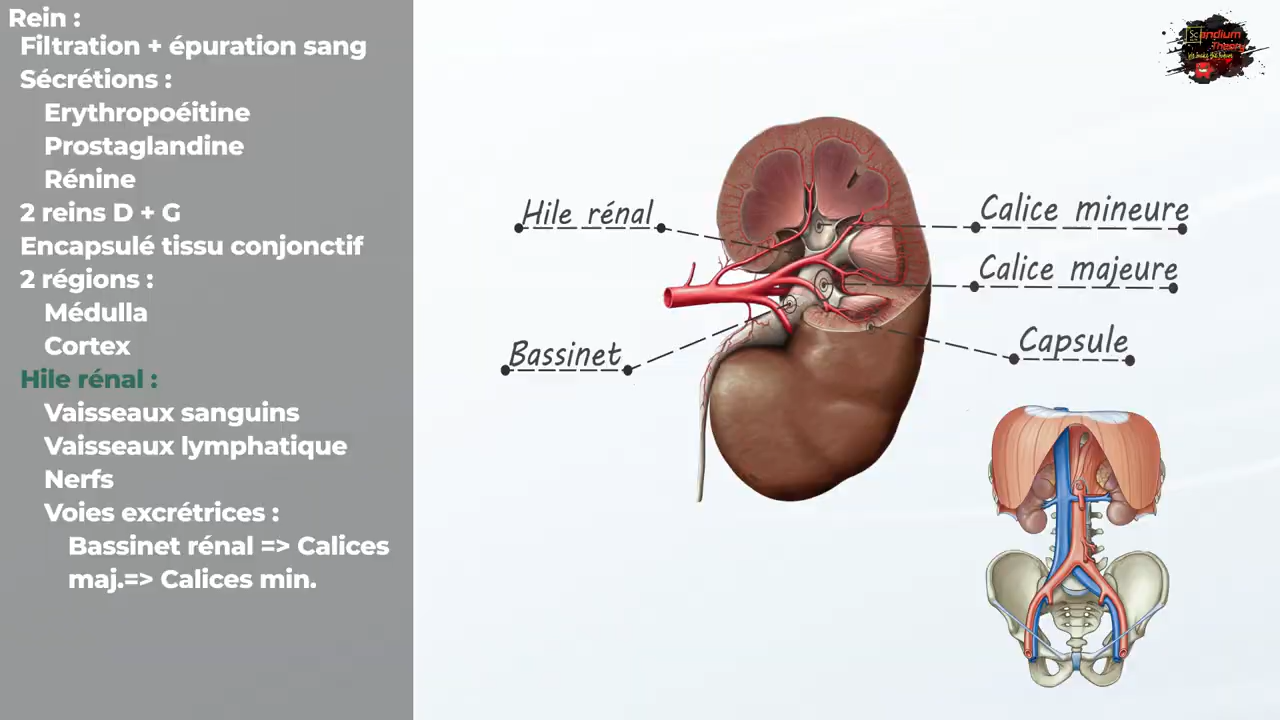 Rein :
Filtration + épuration sang
Sécrétions :
Erythropoéitine
Prostaglandine
Rénine
2 reins D + G
Encapsulé tissu conjonctif
2 régions :
Médulla
Cortex
Hile rénal :
Vaisseaux sanguins
Vaisseaux lymphatique
Nerfs
Voies excrétrices :
Bassinet rénal => Calices
maj.=> Calices min.
Hile rénal
Bassinet
Calice mineure
Calice majeure
Capsule
Scandium
Theory